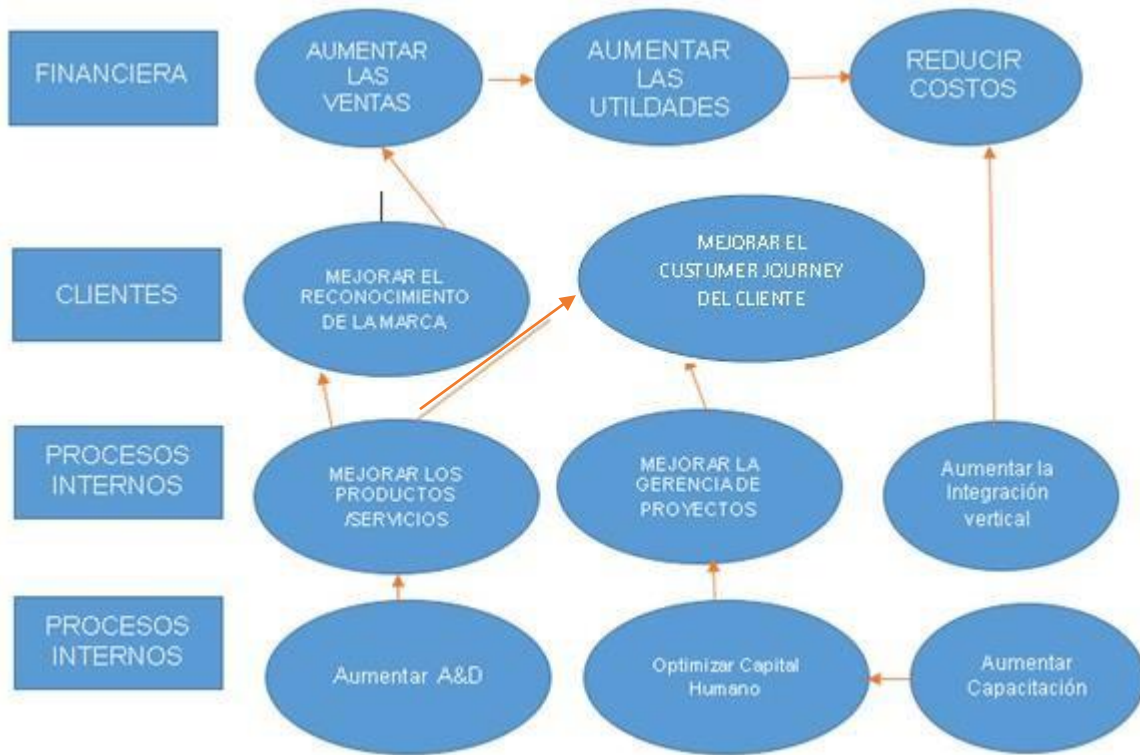 FINANCIERA
AUMENTAR
LAS
VENTAS
AUMENTAR
LAS
UTILDADES
REDUCIR
COSTOS
CLIENTES
MEJORAR EL
RECONOCIMIENTO
DE LA MARCA
MEJORAR EL
CUSTUMER JOURNEY
DEL CLIENTE
PROCESOS
INTERNOS
MEJORAR LOS
PRODUCTOS
/SERVICIOS
MEJORAR LA
GERENCIA DE
PROYECTOS
Aumentar la
Integración
vertical
PROCESOS
INTERNOS
Aumentar A&D
Optimizar Capital
Humano
Aumentar
Capacitación